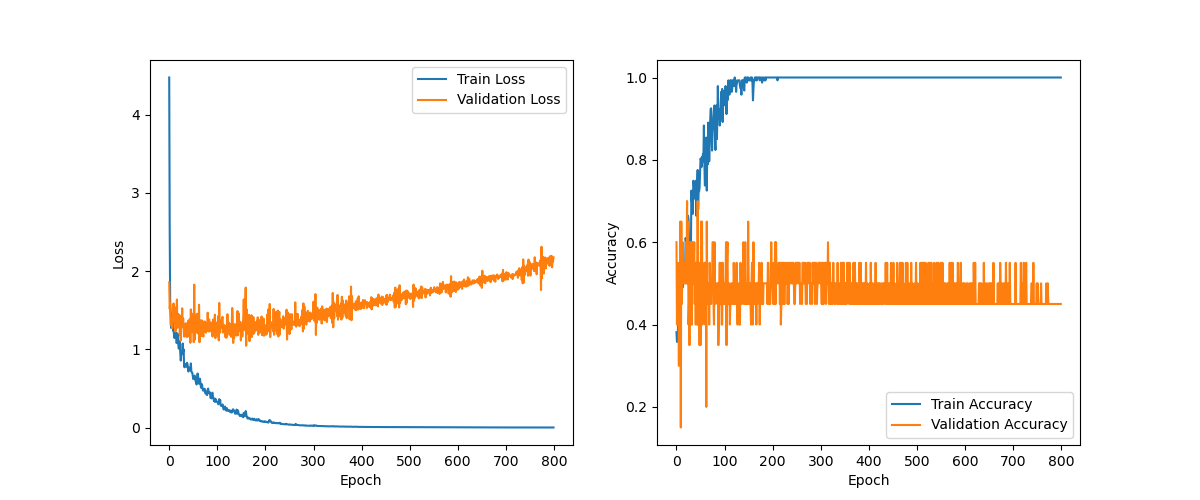 Train Loss
Validation Loss
4
3
2
1
0
Loss
0 100 200 300 400 500 600 700 800
Epoch
1.0
0.8
0.6
0.4
0.2
Accuracy
Train Accuracy
Validation Accuracy
0 100 200 300 400 500 600 700 800
Epoch